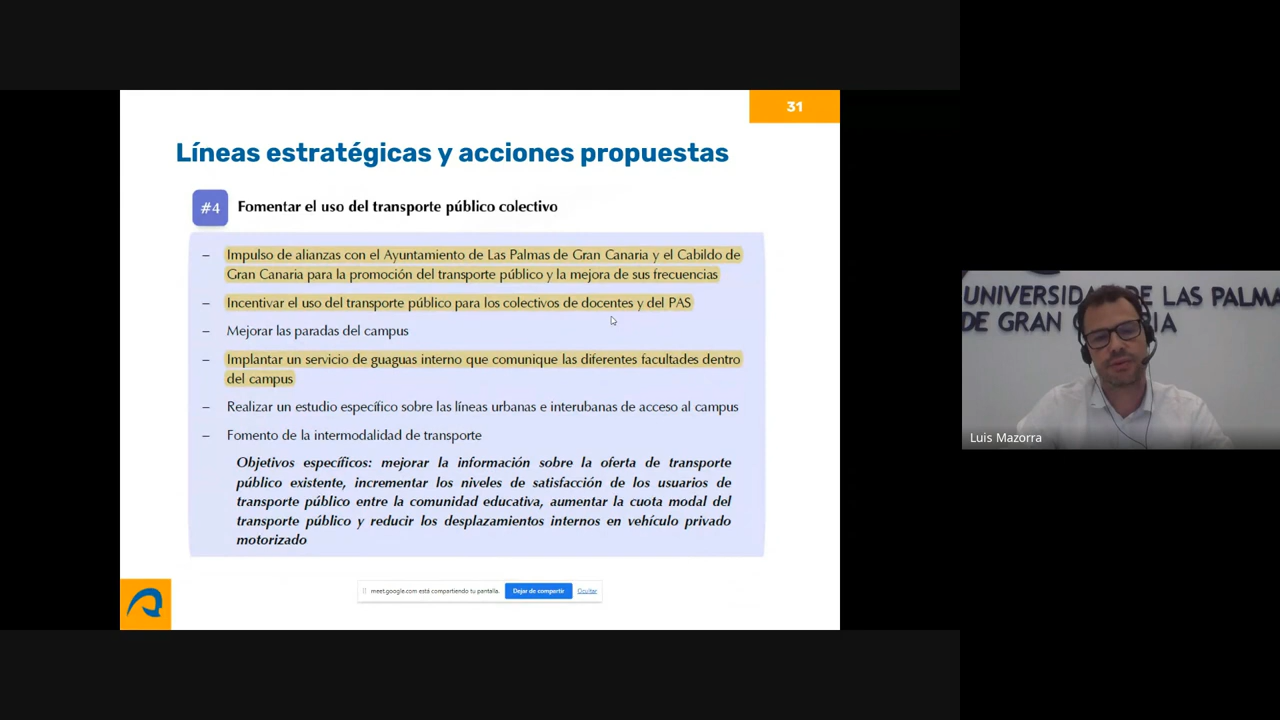 31
Líneas estratégicas y acciones propuestas
#4
Fomentar el uso del transporte público colectivo
– Impulso de alianzas con el Ayuntamiento de Las Palmas de Gran Canaria y el Cabildo de
Gran Canaria para la promoción del transporte público y la mejora de sus frecuencias
– Incentivar el uso del transporte público para los colectivos de docentes y del PAS
– Mejorar las paradas del campus
– Implantar un servicio de guaguas interno que comunique las diferentes facultades dentro
del campus
– Realizar un estudio específico sobre las líneas urbanas e interubanas de acceso al campus
– Fomento de la intermodalidad de transporte
Objetivos específicos: mejorar la información sobre la oferta de transporte
público existente, incrementar los niveles de satisfacción de los usuarios de
transporte público entre la comunidad educativa, aumentar la cuota modal del
transporte público y reducir los desplazamientos internos en vehículo privado
motorizado
meet.google.com está compartiendo tu pantalla.
Dejar de compartir
Ocultar
UNIVERSIDAD DE LAS PALMA
DE GRAN CANARIA
Luis Mazorra